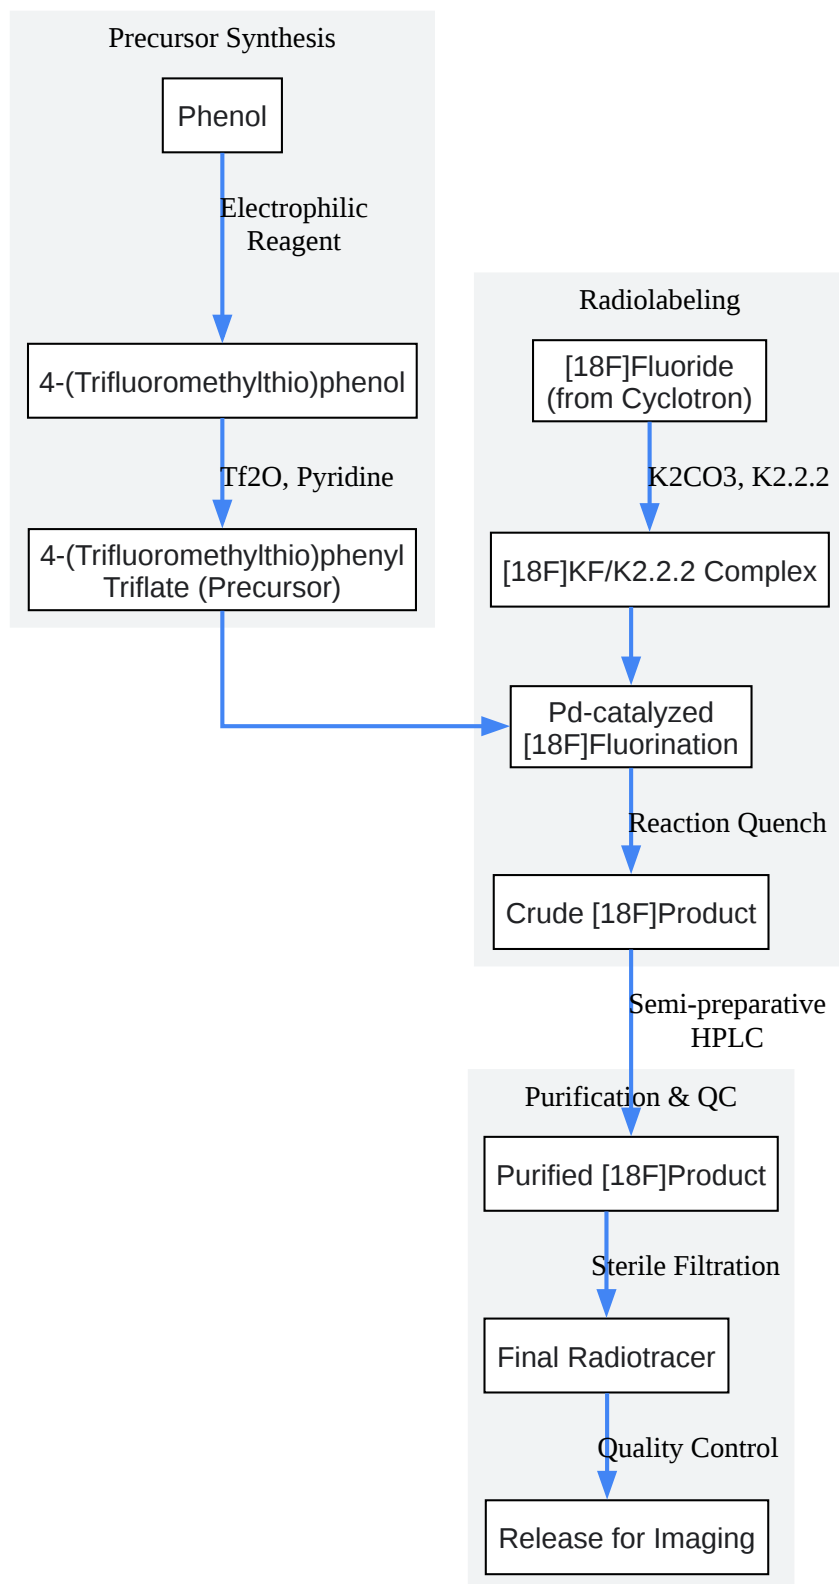 Precursor Synthesis
Phenol
Electrophilic
Reagent
4-(Trifluoromethylthio)phenol
Tf2O, Pyridine
4-(Trifluoromethylthio)phenyl
Triflate (Precursor)
Radiolabeling
[18F]Fluoride
(from Cyclotron)
K2CO3, K2.2.2
[18F]KF/K2.2.2 Complex
Pd-catalyzed
[18F]Fluorination
Reaction Quench
Crude [18F]Product
Semi-preparative
HPLC
Purification & QC
Purified [18F]Product
Sterile Filtration
Final Radiotracer
Quality Control
Release for Imaging